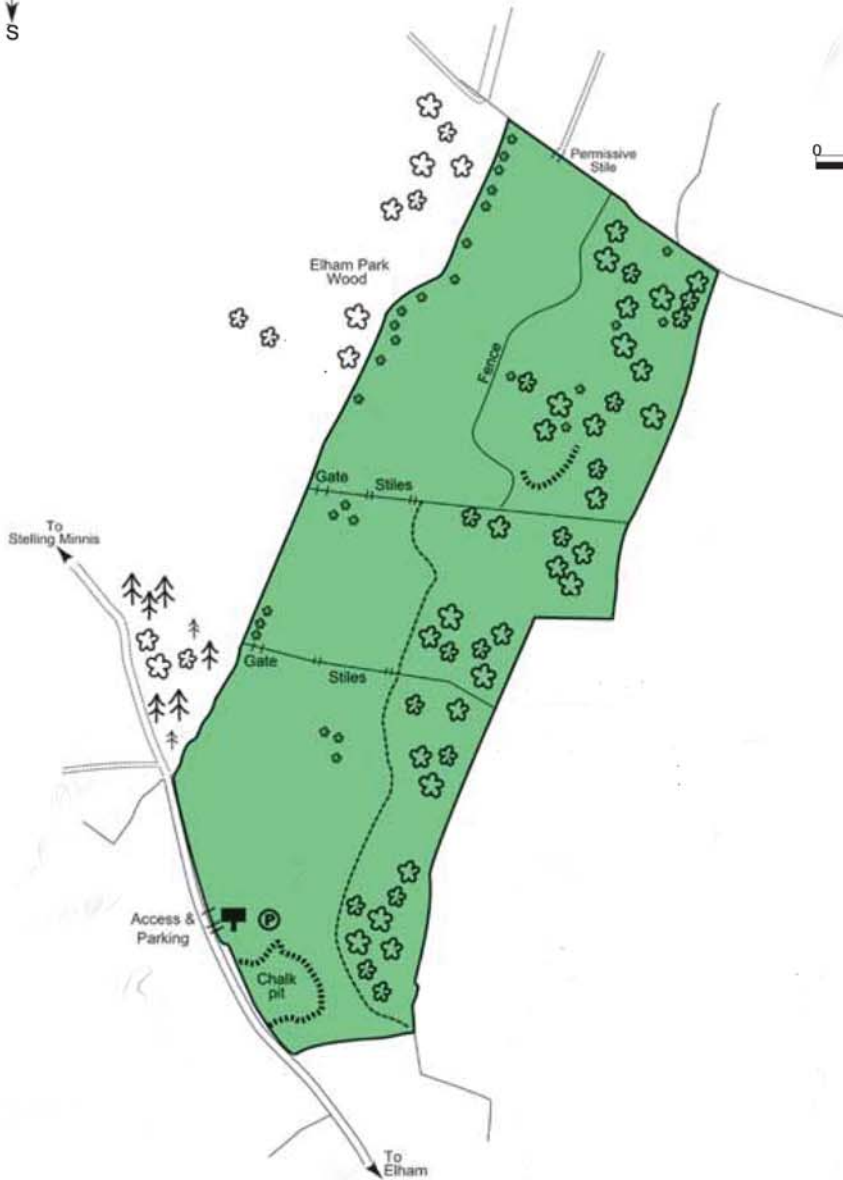 S
Permissive
Stile
0
Elham Park
Wood
Fence
Gate
Stiles
To
Stelling Minnis
Gate
Stiles
Access &
Parking
P
Chalk
pit
To
Elham